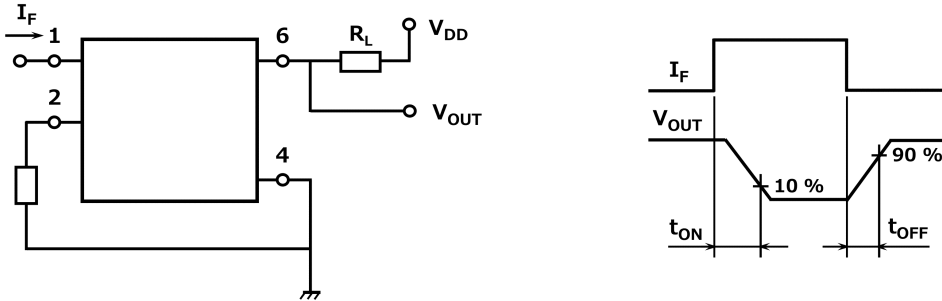 I_F
1
2
6
4
R_L
V_DD
V_OUT
I_F
V_OUT
10 %
90 %
t_ON
t_OFF